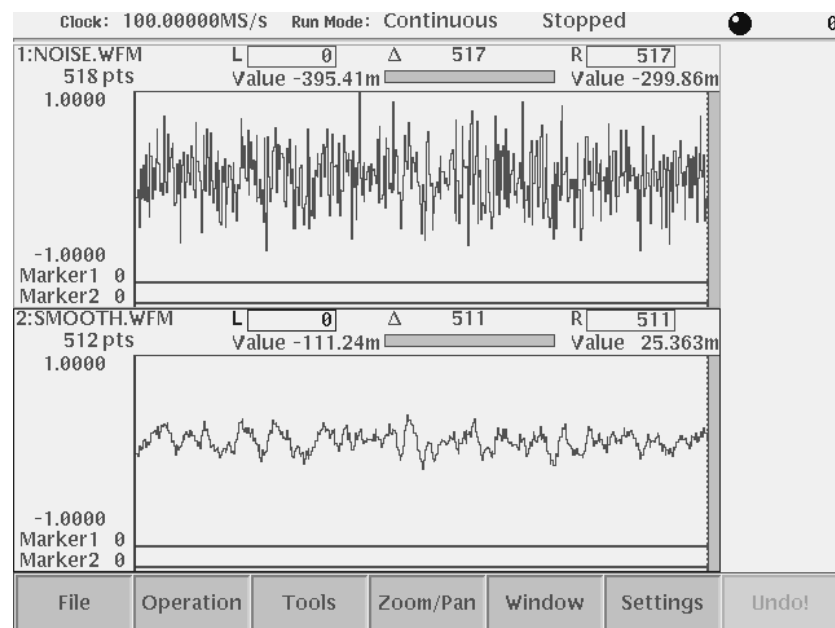 Clock: 100.00000MS/s Run Mode: Continuous Stopped
1:NOISE.WFM L 0 Δ 517 R 517
518 pts Value -395.41m Value -299.86m
1.0000
-1.0000
Marker1 0
Marker2 0
2:SMOOTH.WFM L 0 Δ 511 R 511
512 pts Value -111.24m Value 25.363m
1.0000
-1.0000
Marker1 0
Marker2 0
File Operation Tools Zoom/Pan Window Settings Undo!